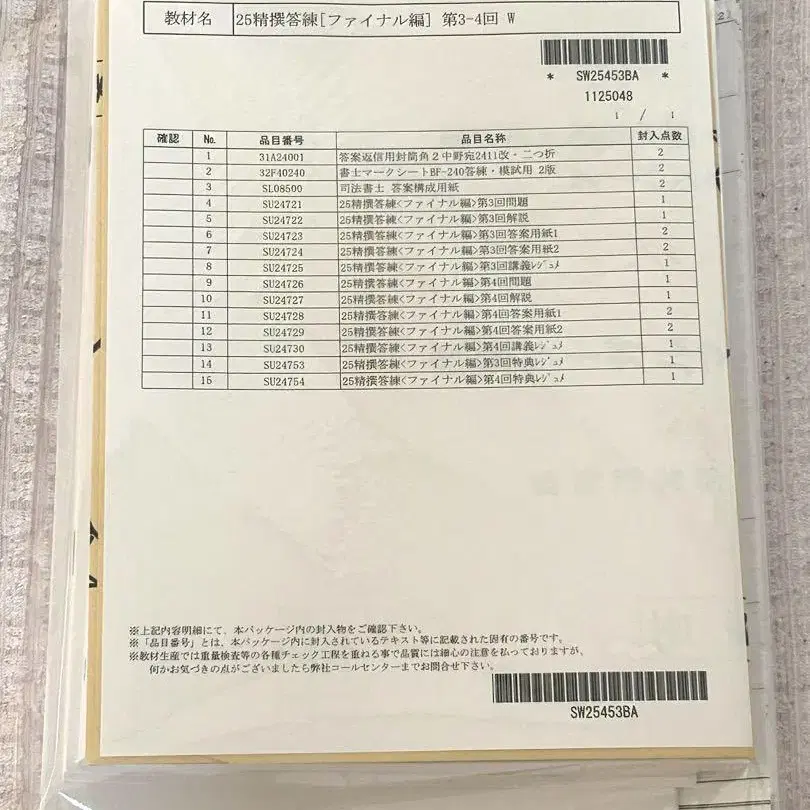 教材名 25精撰答練[ファイナル編] 第3-4回 W
* SW25453BA *
1125048
1 / 1
確認 No. 品目番号 品目名称 封入点数
1 31A24001 答案返信用封筒角２中野宛2411改・二つ折 2
2 32F40240 書士マークシートBF-240答練・模試用 2版 2
3 SL08500 司法書士 答案構成用紙 2
4 SU24721 25精撰答練<ファイナル編>第3回問題 1
5 SU24722 25精撰答練<ファイナル編>第3回解説 1
6 SU24723 25精撰答練<ファイナル編>第3回答案用紙1 2
7 SU24724 25精撰答練<ファイナル編>第3回答案用紙2 2
8 SU24725 25精撰答練<ファイナル編>第3回講義ﾚｼﾞｭﾒ 1
9 SU24726 25精撰答練<ファイナル編>第4回問題 1
10 SU24727 25精撰答練<ファイナル編>第4回解説 1
11 SU24728 25精撰答練<ファイナル編>第4回答案用紙1 2
12 SU24729 25精撰答練<ファイナル編>第4回答案用紙2 2
13 SU24730 25精撰答練<ファイナル編>第4回講義ﾚｼﾞｭﾒ 1
14 SU24753 25精撰答練<ファイナル編>第3回特典ﾚｼﾞｭﾒ 1
15 SU24754 25精撰答練<ファイナル編>第4回特典ﾚｼﾞｭﾒ 1
※上記内容明細にて、本パッケージ内の封入物をご確認下さい。
※「品目番号」とは、本パッケージ内に封入されているテキスト等に記載された固有の番号です。
※教材生産では重量検査等の各種チェック工程を重ねる事で品質には細心の注意を払っておりますが、
何かお気づきの点がございましたら弊社コールセンターまでお問合せ下さい。
SW25453BA